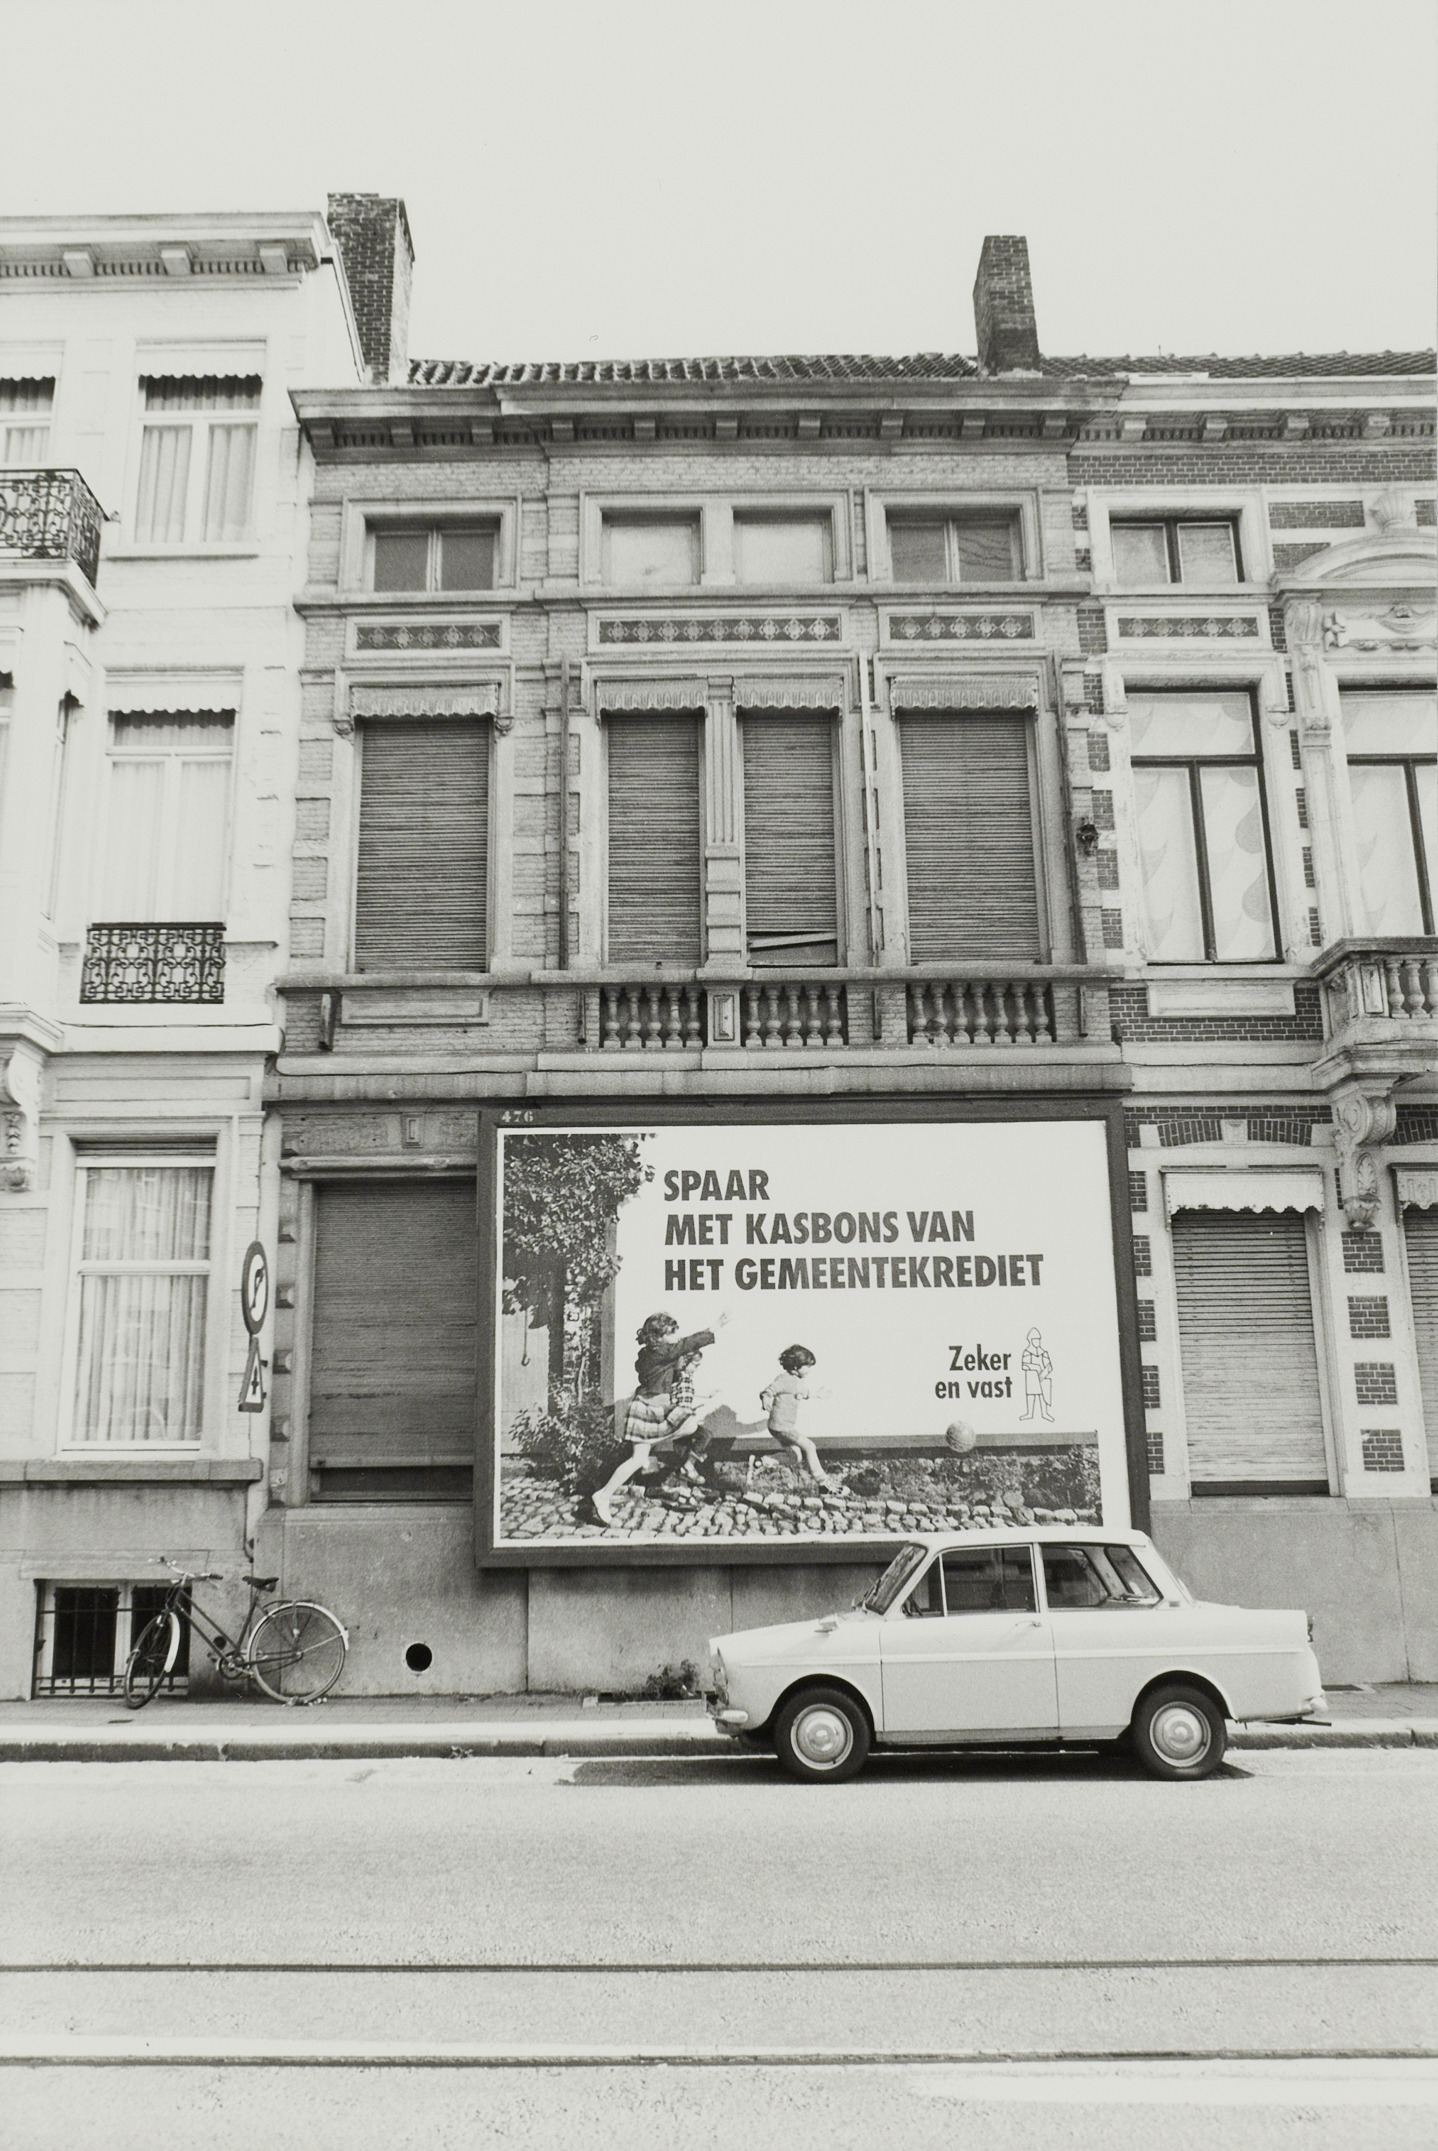 476
SPAAR
MET KASBONS VAN
HET GEMEENTEKREDIET
Zeker
en vast